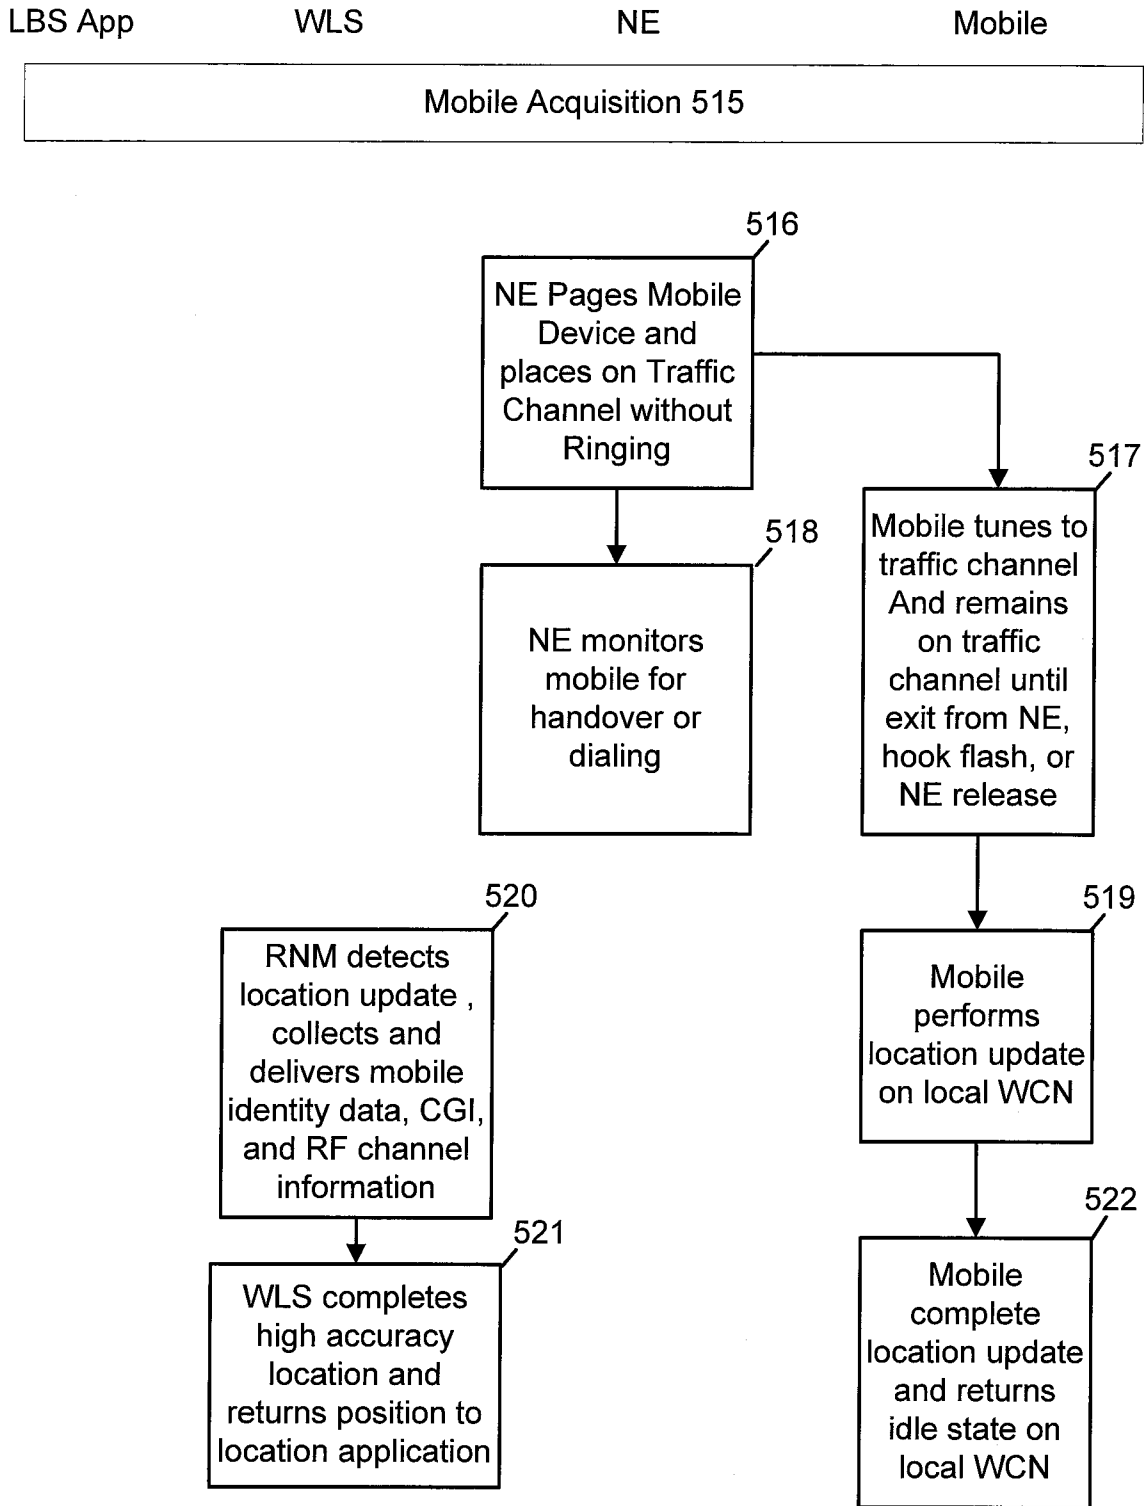 LBS App WLS NE Mobile
Mobile Acquisition 515
516
NE Pages Mobile
Device and
places on Traffic
Channel without
Ringing
517
Mobile tunes to
traffic channel
And remains
on traffic
channel until
exit from NE,
hook flash, or
NE release
518
NE monitors
mobile for
handover or
dialing
519
Mobile
performs
location update
on local WCN
520
RNM detects
location update ,
collects and
delivers mobile
identity data, CGI,
and RF channel
information
521
WLS completes
high accuracy
location and
returns position to
location application
522
Mobile
complete
location update
and returns
idle state on
local WCN